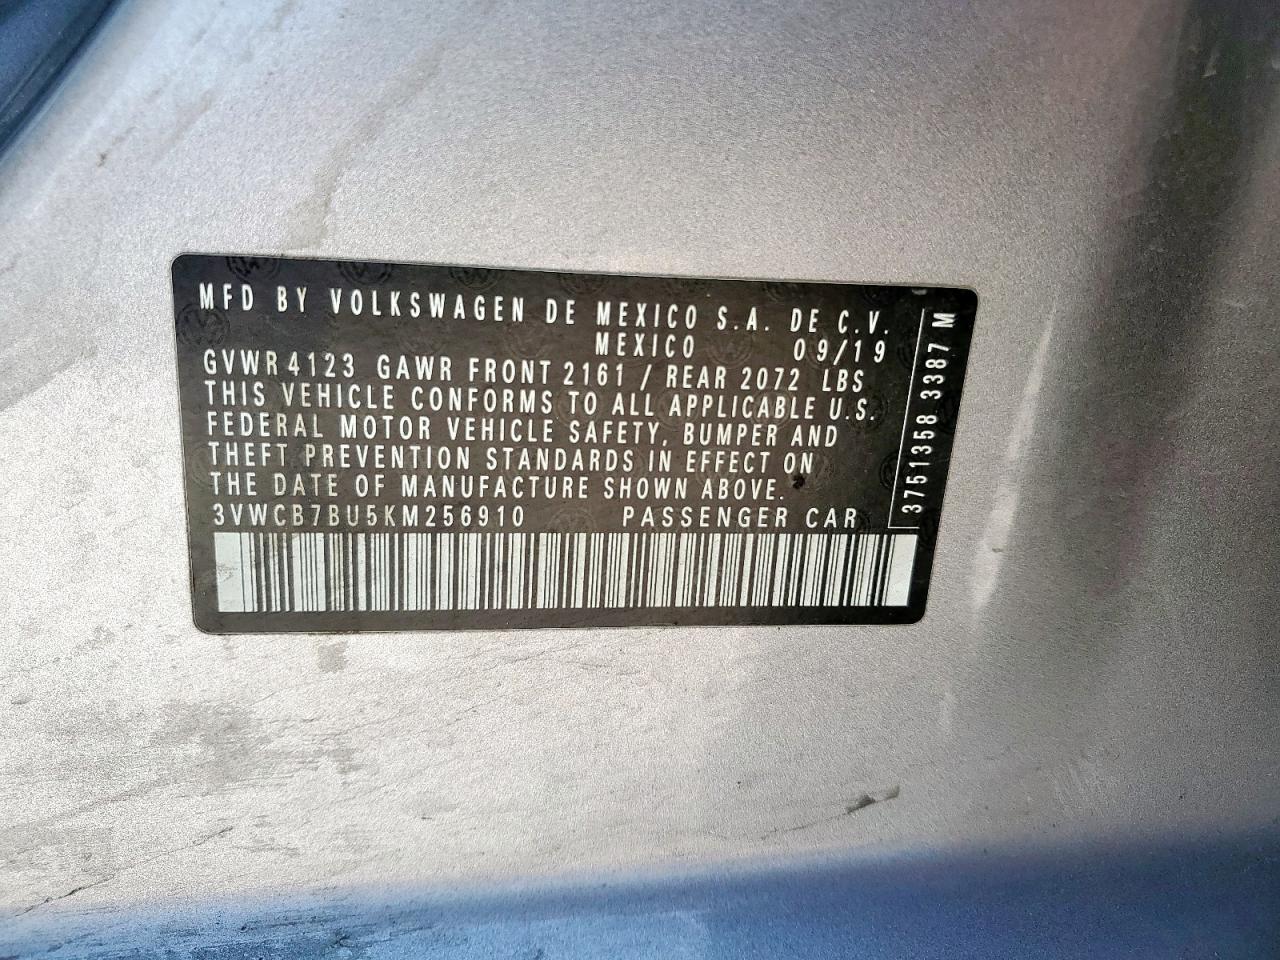 MFD BY VOLKSWAGEN DE MEXICO S.A. DE C.V.
MEXICO 09/19
GVWR 4123 GAWR FRONT 2161 / REAR 2072 LBS
THIS VEHICLE CONFORMS TO ALL APPLICABLE U.S.
FEDERAL MOTOR VEHICLE SAFETY, BUMPER AND
THEFT PREVENTION STANDARDS IN EFFECT ON
THE DATE OF MANUFACTURE SHOWN ABOVE.
3VWCB7BU5KM256910 PASSENGER CAR
3751358 3387 M